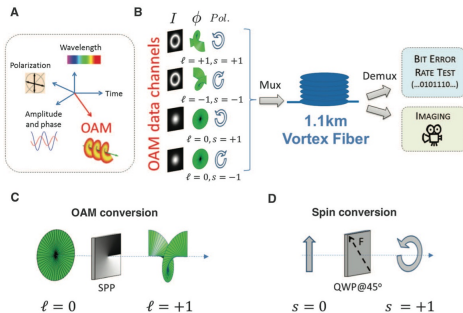 A
Wavelength
Polarization
Time
Amplitude
and phase
OAM
B
I ϕ Pol.
OAM data channels
ℓ = +1, s = +1
ℓ = −1, s = −1
ℓ = 0, s = +1
ℓ = 0, s = −1
Mux
1.1km
Vortex Fiber
Demux
BIT ERROR
RATE TEST
(...0101110...)
IMAGING
C
OAM conversion
SPP
ℓ = 0
ℓ = +1
D
Spin conversion
F
QWP@45°
s = 0
s = +1